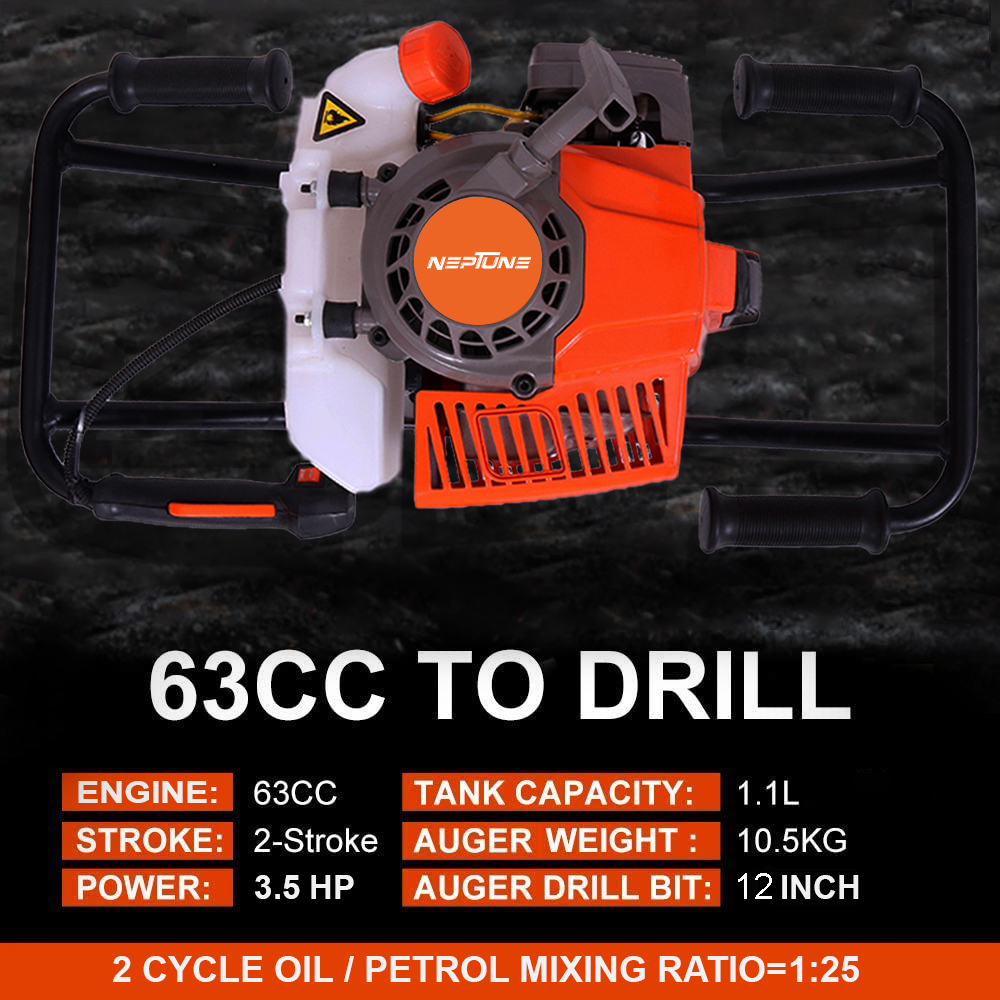 NEPTUNE
63CC TO DRILL
ENGINE: 63CC TANK CAPACITY: 1.1L
STROKE: 2-Stroke AUGER WEIGHT : 10.5KG
POWER: 3.5 HP AUGER DRILL BIT: 12 INCH
2 CYCLE OIL / PETROL MIXING RATIO=1:25